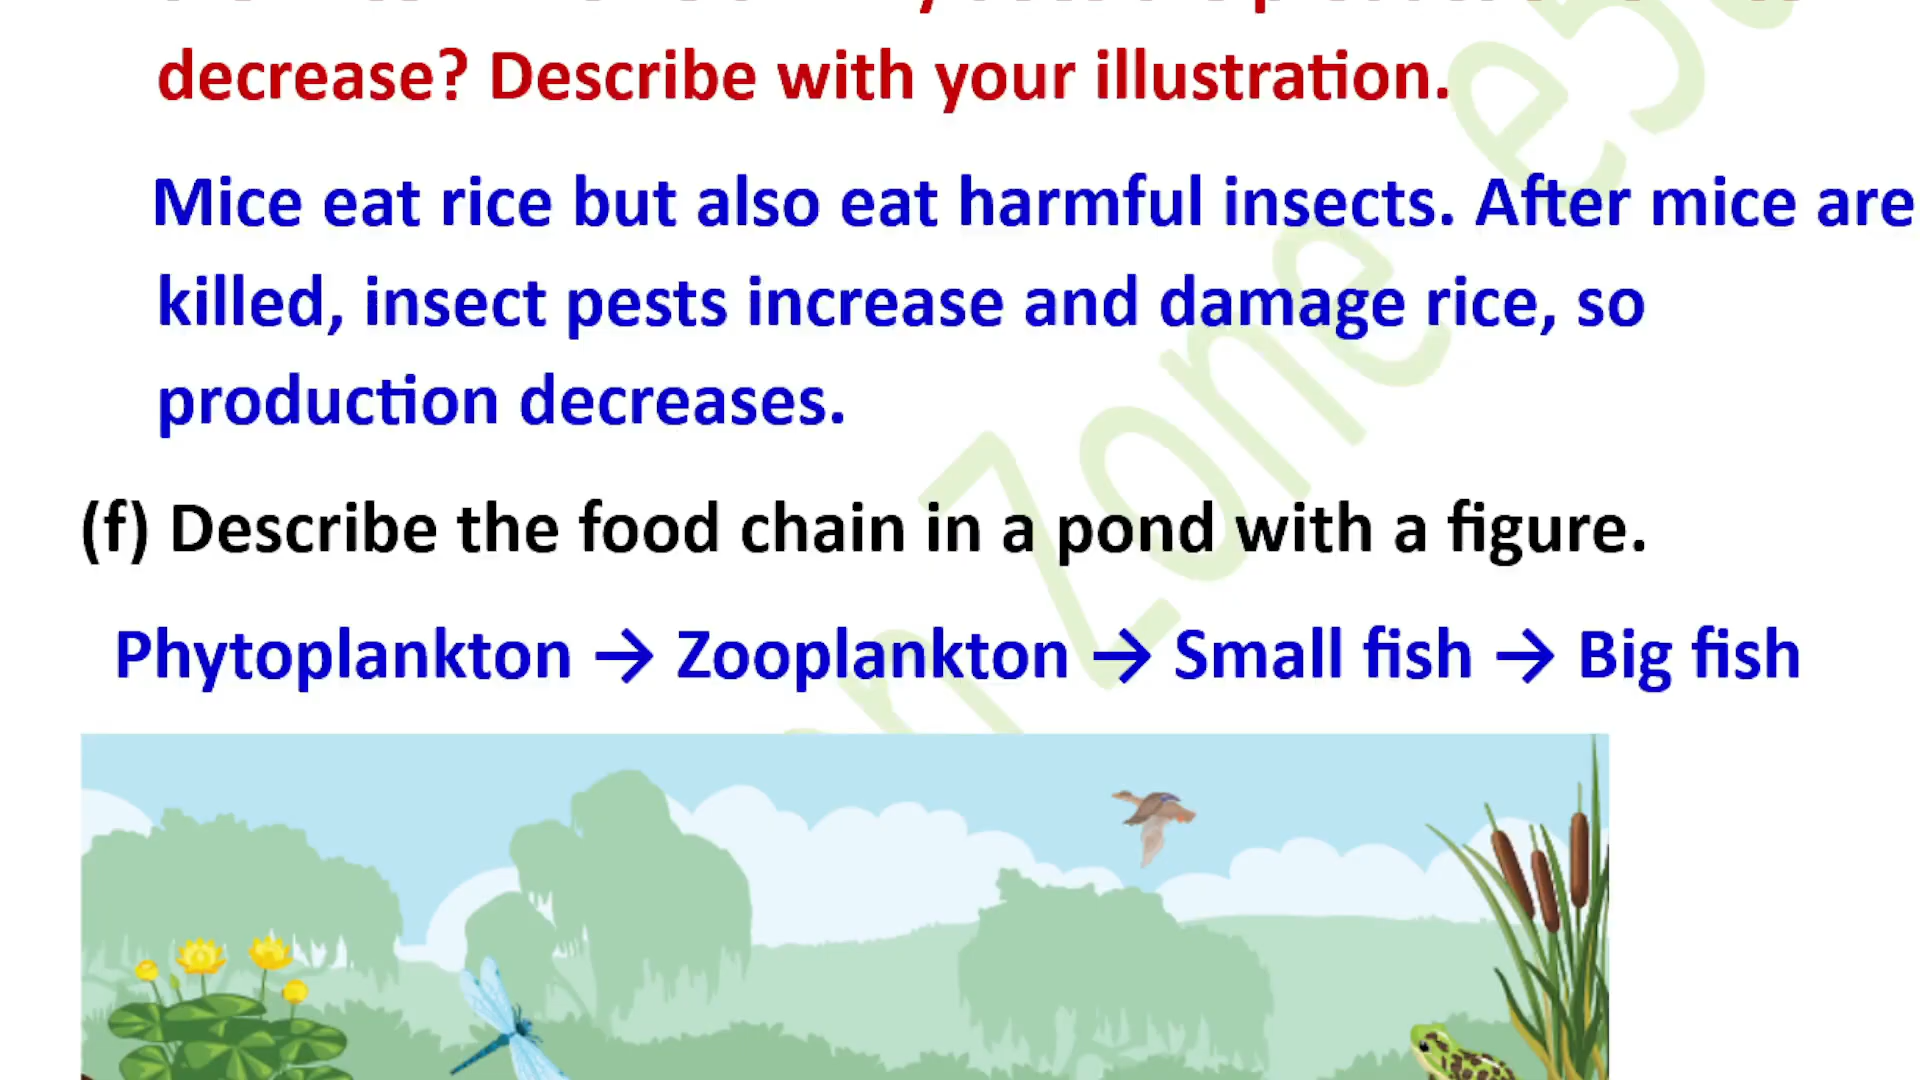 decrease? Describe with your illustration.
Mice eat rice but also eat harmful insects. After mice are
killed, insect pests increase and damage rice, so
production decreases.
(f) Describe the food chain in a pond with a figure.
Phytoplankton → Zooplankton → Small fish → Big fish
Zone